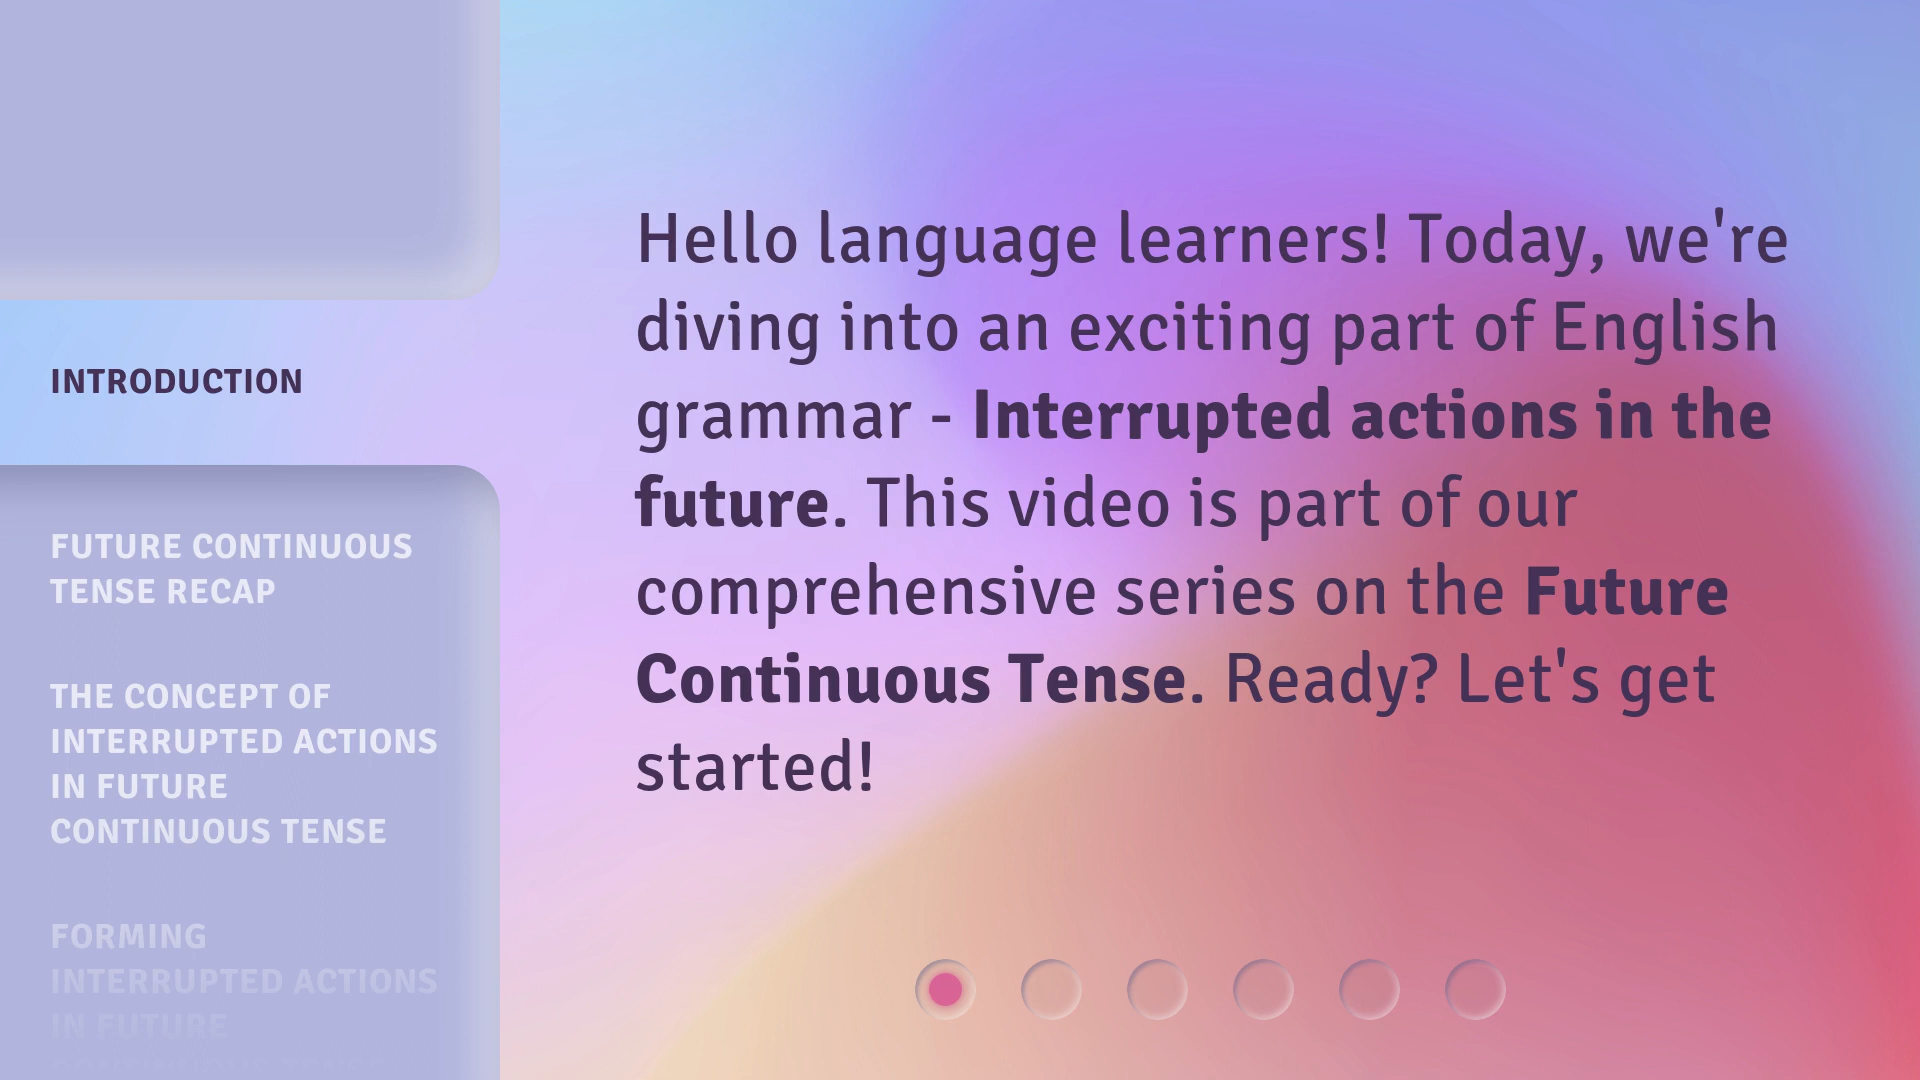 INTRODUCTION
FUTURE CONTINUOUS
TENSE RECAP
THE CONCEPT OF
INTERRUPTED ACTIONS
IN FUTURE
CONTINUOUS TENSE
FORMING
INTERRUPTED ACTIONS
IN FUTURE
CONTINUOUS TENSE
Hello language learners! Today, we're
diving into an exciting part of English
grammar - Interrupted actions in the
future. This video is part of our
comprehensive series on the Future
Continuous Tense. Ready? Let's get
started!